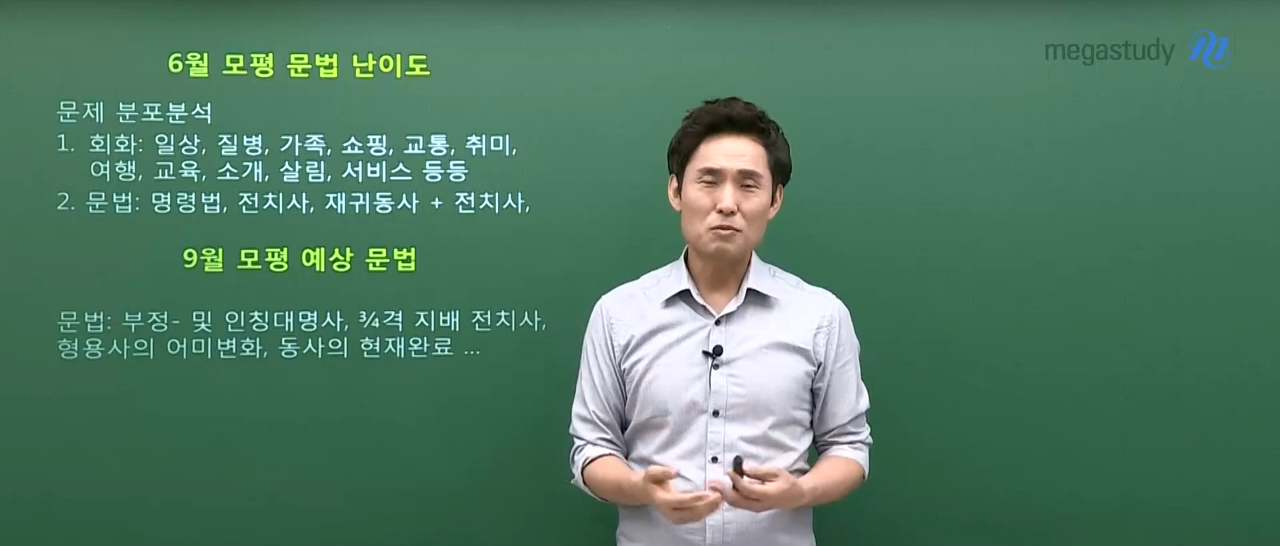 megastudy
6월 모평 문법 난이도
문제 분포분석
1. 회화: 일상, 질병, 가족, 쇼핑, 교통, 취미,
여행, 교육, 소개, 살림, 서비스 등등
2. 문법: 명령법, 전치사, 재귀동사 + 전치사,
9월 모평 예상 문법
문법: 부정- 및 인칭대명사, ¾격 지배 전치사,
형용사의 어미변화, 동사의 현재완료 ...